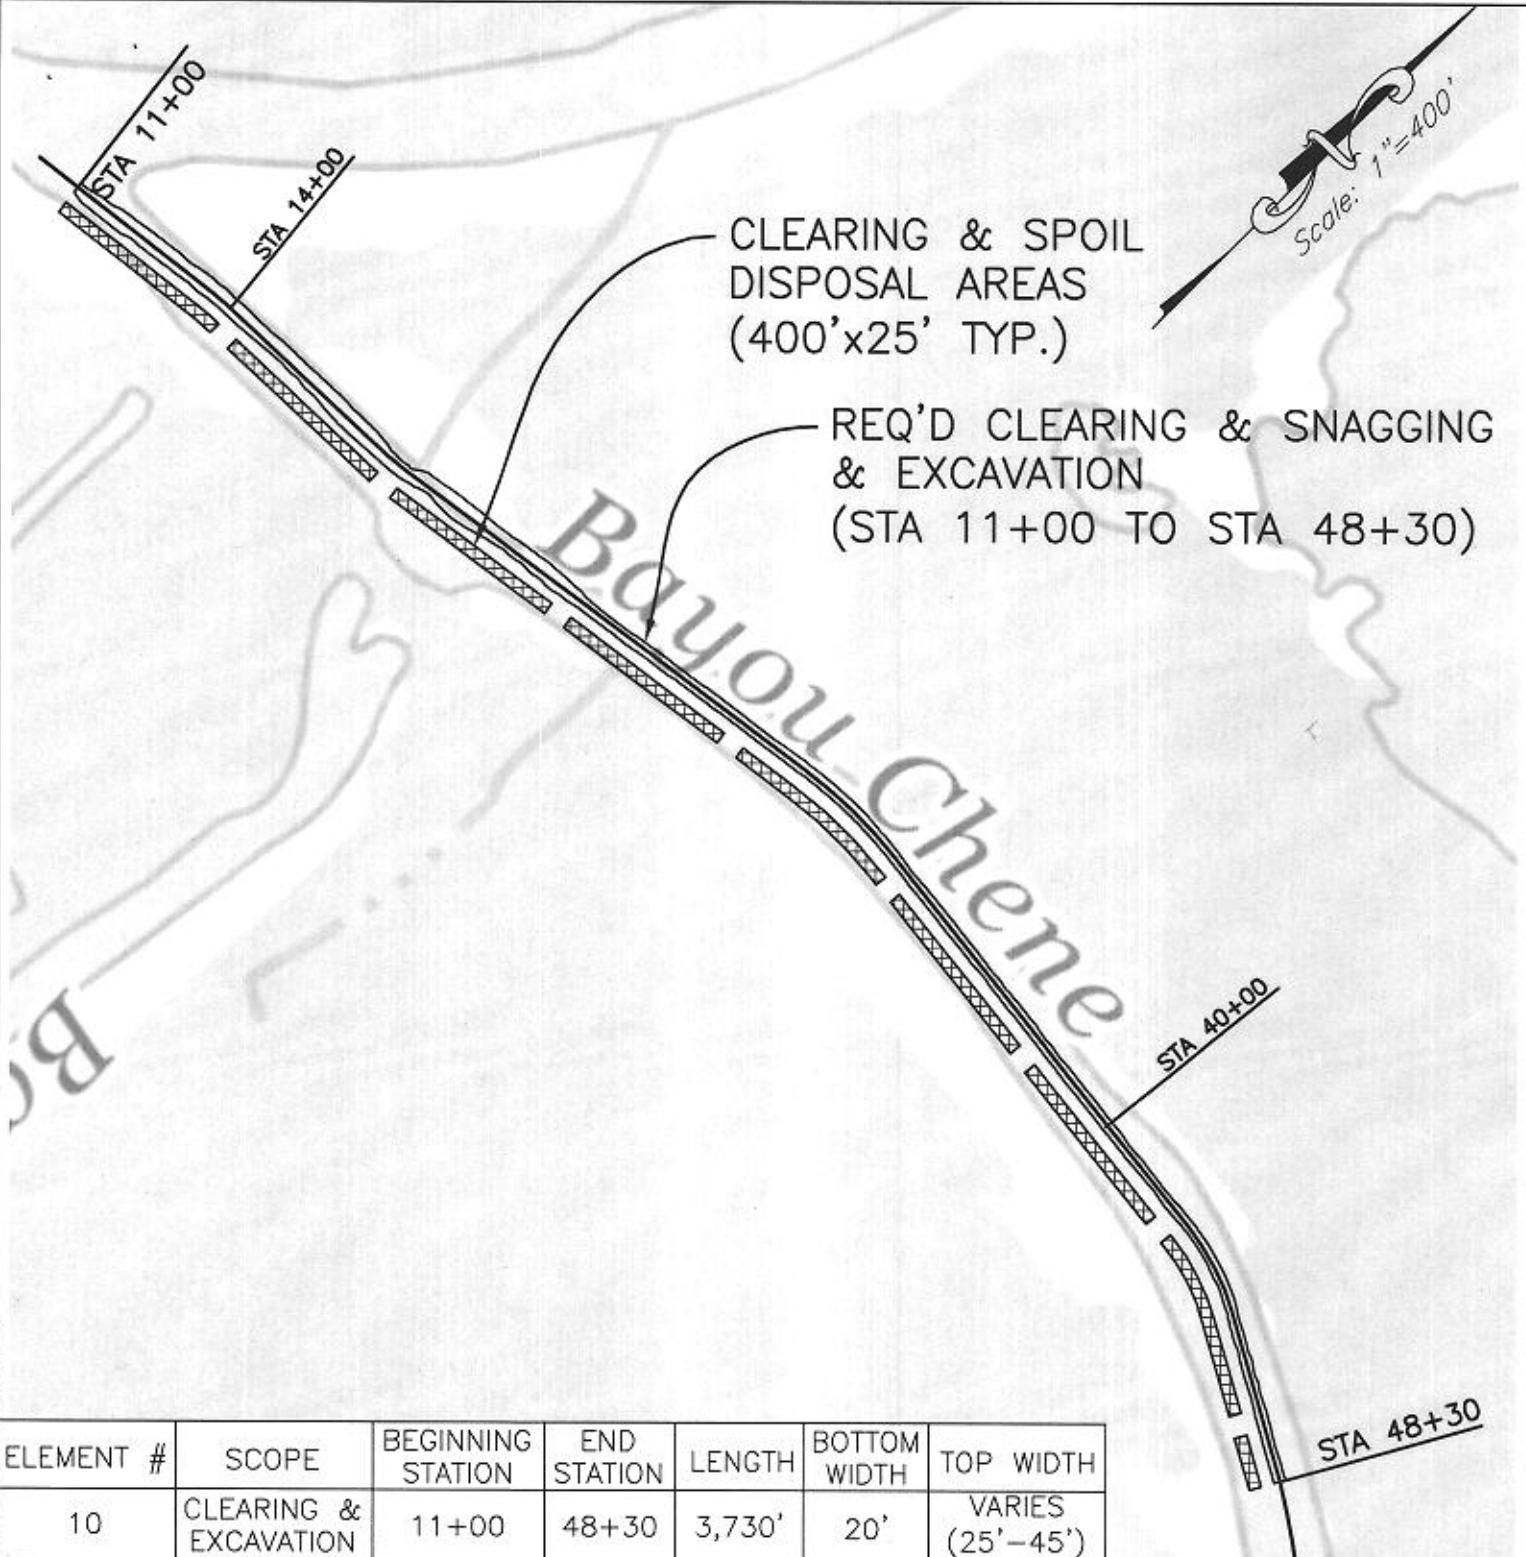 STA 11+00
STA 14+00
Scale: 1"=400'
CLEARING & SPOIL
DISPOSAL AREAS
(400'x25' TYP.)
REQ'D CLEARING & SNAGGING
& EXCAVATION
(STA 11+00 TO STA 48+30)
Bayou Chene
STA 40+00
STA 48+30
ELEMENT # SCOPE BEGINNING STATION END STATION LENGTH BOTTOM WIDTH TOP WIDTH
10 CLEARING & EXCAVATION 11+00 48+30 3,730' 20' VARIES (25'-45')